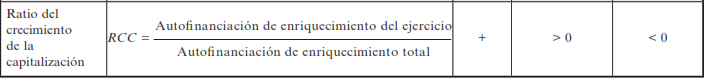 Ratio del
crecimiento
de la
capitalización
RCC = Autofinanciación de enriquecimiento del ejercicio
Autofinanciación de enriquecimiento total
+
> 0
< 0